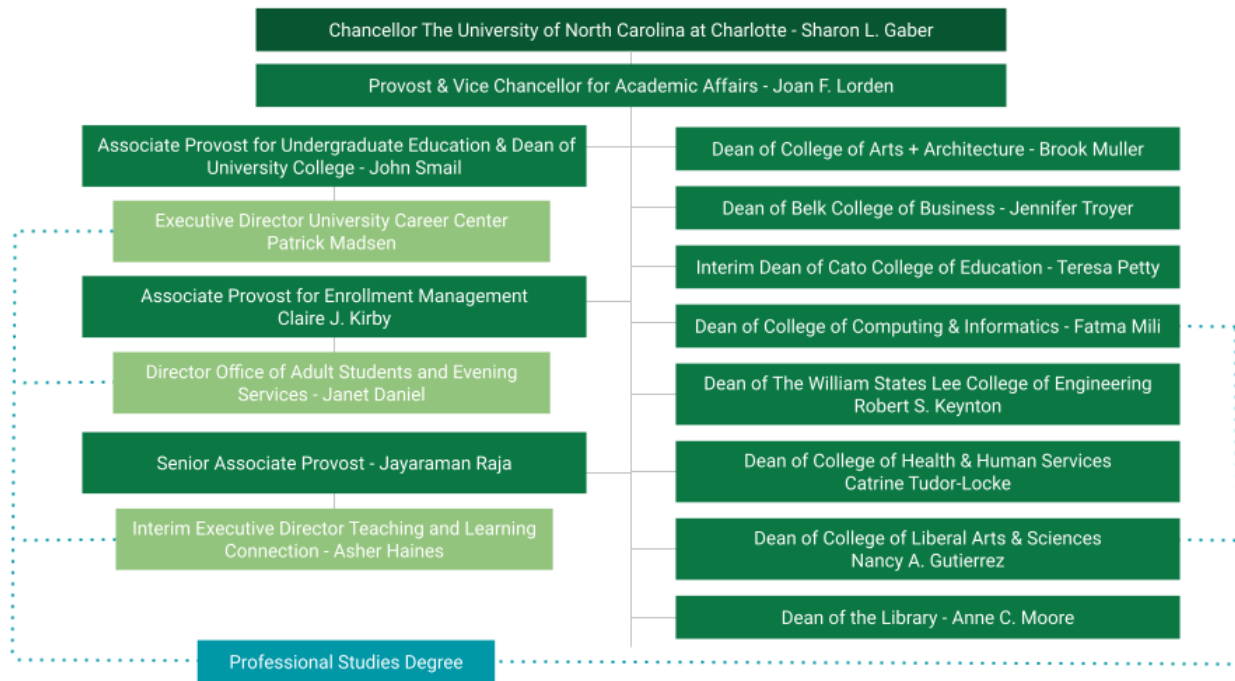 Chancellor The University of North Carolina at Charlotte - Sharon L. Gaber
Provost & Vice Chancellor for Academic Affairs - Joan F. Lorden
Associate Provost for Undergraduate Education & Dean of
University College - John Smail
Executive Director University Career Center
Patrick Madsen
Associate Provost for Enrollment Management
Claire J. Kirby
Director Office of Adult Students and Evening
Services - Janet Daniel
Senior Associate Provost - Jayaraman Raja
Interim Executive Director Teaching and Learning
Connection - Asher Haines
Dean of College of Arts + Architecture - Brook Muller
Dean of Belk College of Business - Jennifer Troyer
Interim Dean of Cato College of Education - Teresa Petty
Dean of College of Computing & Informatics - Fatma Mili
Dean of The William States Lee College of Engineering
Robert S. Keynton
Dean of College of Health & Human Services
Catrine Tudor-Locke
Dean of College of Liberal Arts & Sciences
Nancy A. Gutierrez
Dean of the Library - Anne C. Moore
Professional Studies Degree